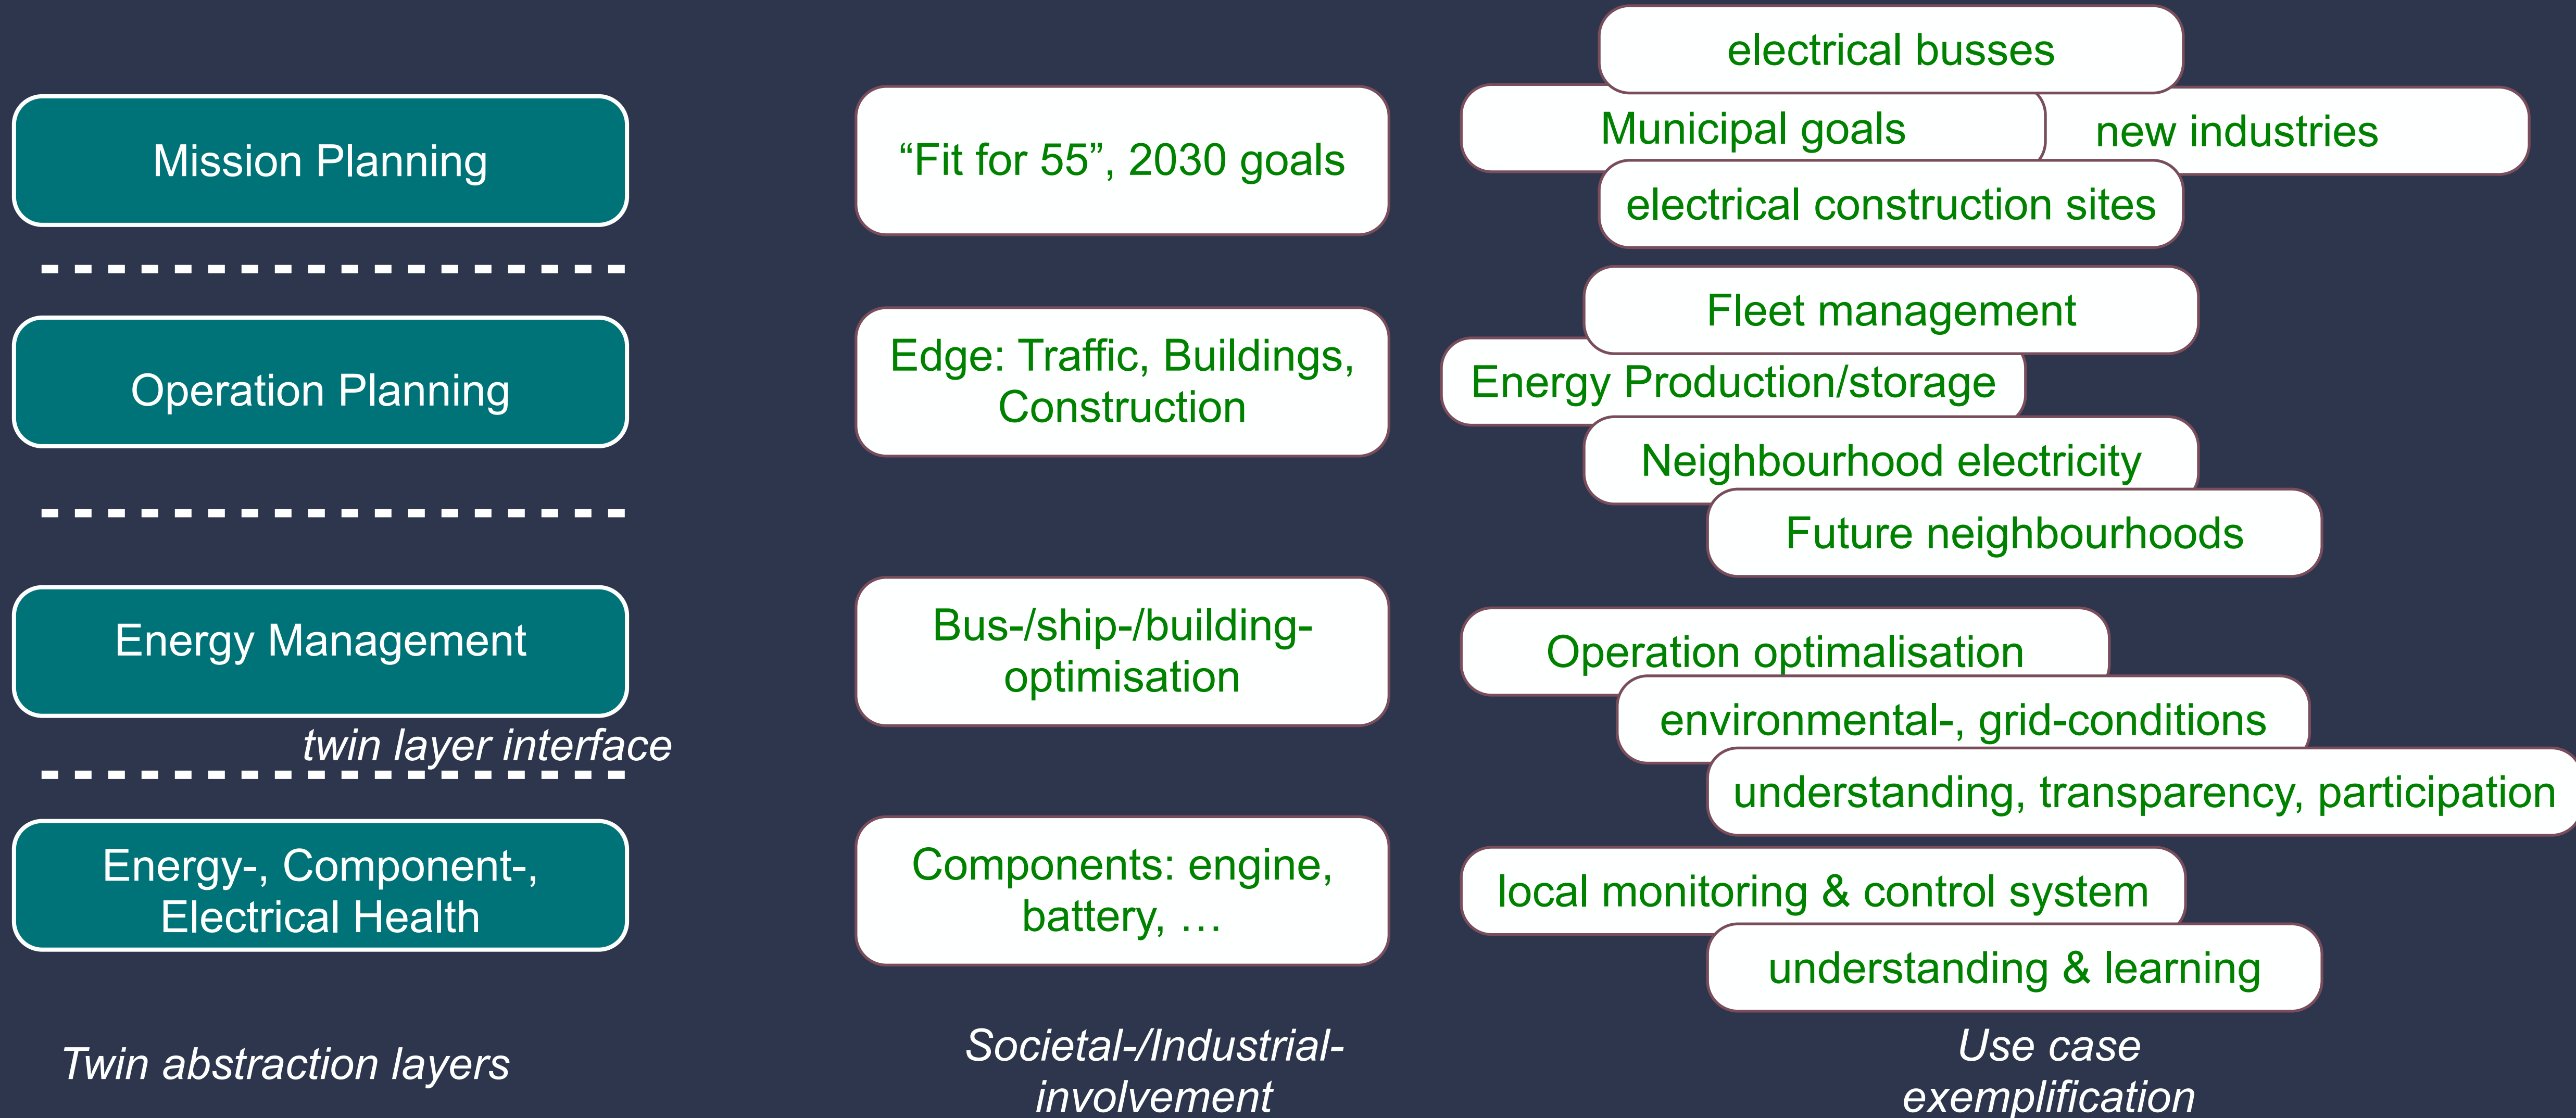 electrical busses
Mission Planning
“Fit for 55”, 2030 goals
Municipal goals
new industries
electrical construction sites
Operation Planning
Edge: Traffic, Buildings,
Construction
Fleet management
Energy Production/storage
Neighbourhood electricity
Future neighbourhoods
Energy Management
twin layer interface
Bus-/ship-/building-
optimisation
Operation optimalisation
environmental-, grid-conditions
understanding, transparency, participation
Energy-, Component-,
Electrical Health
Components: engine,
battery, …
local monitoring & control system
understanding & learning
Twin abstraction layers
Societal-/Industrial-
involvement
Use case
exemplification